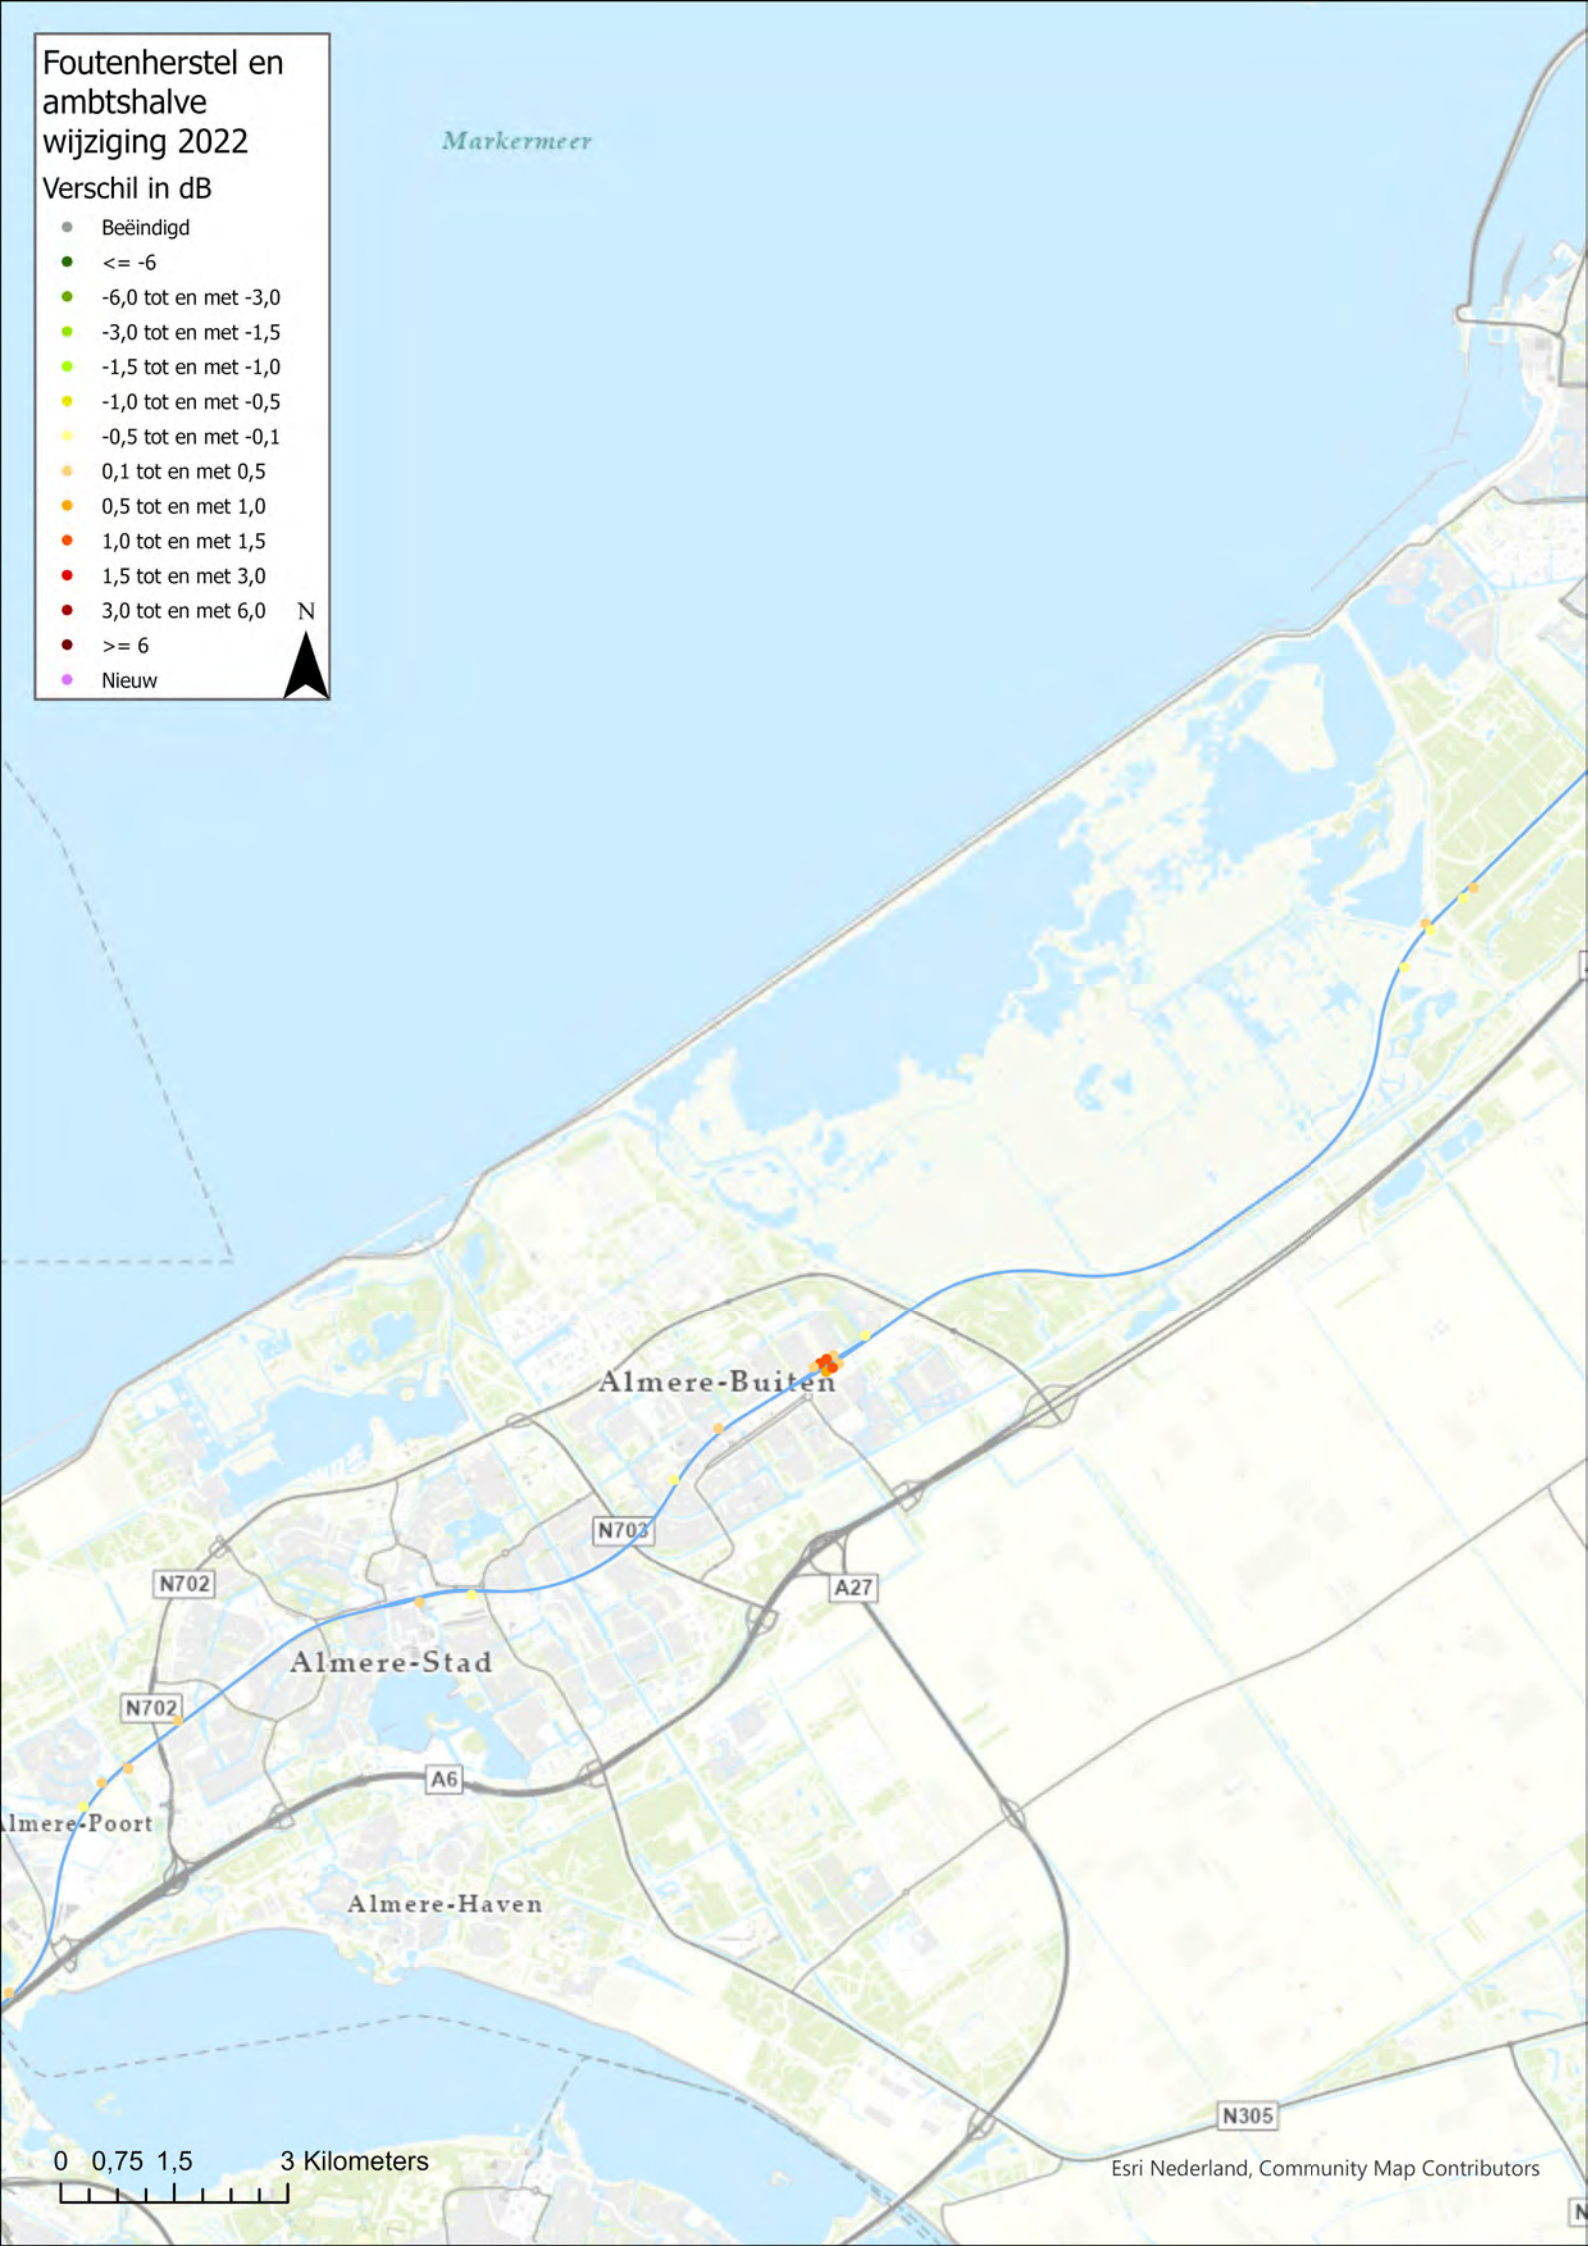 Foutenherstel en
ambtshalve
wijziging 2022
Verschil in dB
Beëindigd
<= -6
-6,0 tot en met -3,0
-3,0 tot en met -1,5
-1,5 tot en met -1,0
-1,0 tot en met -0,5
-0,5 tot en met -0,1
0,1 tot en met 0,5
0,5 tot en met 1,0
1,0 tot en met 1,5
1,5 tot en met 3,0
3,0 tot en met 6,0
N
>= 6
Nieuw
Markermeer
Almere-Buiten
N703
N702
A27
Almere-Stad
N702
A6
lmere-Poort
Almere-Haven
N305
0 0,75 1,5 3 Kilometers
Esri Nederland, Community Map Contributors
N